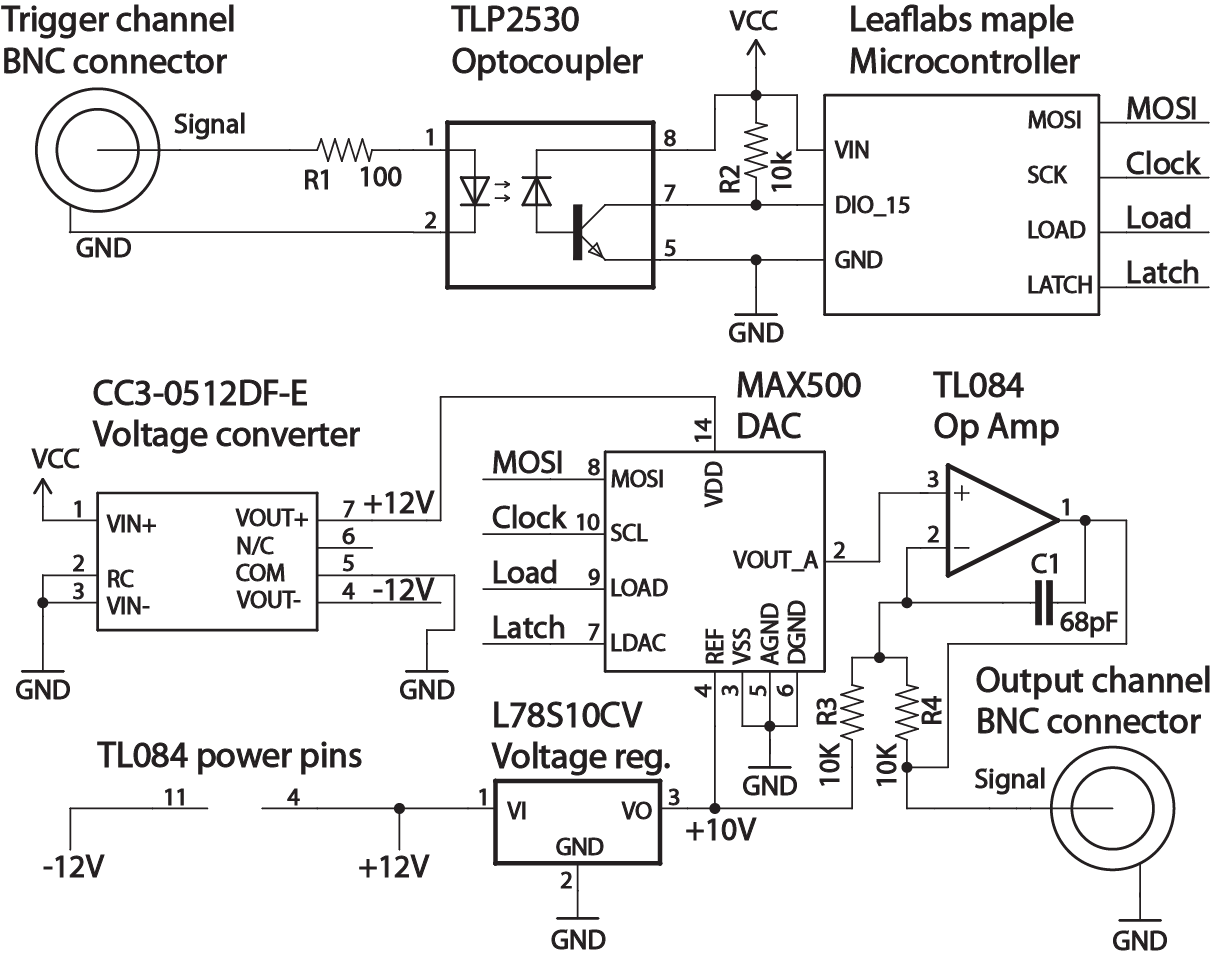 Trigger channel
BNC connector
TLP2530
Optocoupler
VCC
Leaflabs maple
Microcontroller
Signal
R1
100
GND
1
2
8
7
5
R2
10k
GND
VIN
DIO_15
GND
MOSI
SCK
LOAD
LATCH
MOSI
Clock
Load
Latch
CC3-0512DF-E
Voltage converter
VCC
1
2
3
VIN+
RC
VIN-
VOUT+
N/C
COM
VOUT-
7
6
5
4
+12V
-12V
GND
GND
MAX500
DAC
MOSI
Clock
Load
Latch
8
10
9
7
MOSI
SCL
LOAD
LDAC
14
VDD
VOUT_A
2
REF
VSS
AGND
DGND
4
3
5
6
GND
TL084
Op Amp
3
2
1
+
−
C1
68pF
R3
10K
R4
10K
Output channel
BNC connector
Signal
GND
L78S10CV
Voltage reg.
1
VI
VO
3
GND
2
GND
+10V
TL084 power pins
11
4
-12V
+12V